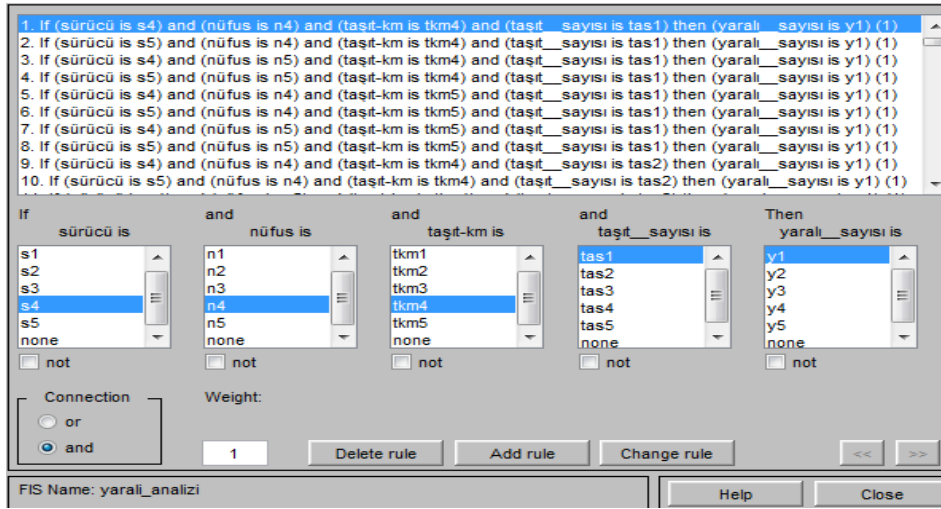 1. If (sürücü is s4) and (nüfus is n4) and (taşıt-km is tkm4) and (taşıt__sayısı is tas1) then (yaralı__sayısı is y1) (1)
2. If (sürücü is s5) and (nüfus is n4) and (taşıt-km is tkm4) and (taşıt__sayısı is tas1) then (yaralı__sayısı is y1) (1)
3. If (sürücü is s4) and (nüfus is n5) and (taşıt-km is tkm4) and (taşıt__sayısı is tas1) then (yaralı__sayısı is y1) (1)
4. If (sürücü is s5) and (nüfus is n5) and (taşıt-km is tkm4) and (taşıt__sayısı is tas1) then (yaralı__sayısı is y1) (1)
5. If (sürücü is s4) and (nüfus is n4) and (taşıt-km is tkm5) and (taşıt__sayısı is tas1) then (yaralı__sayısı is y1) (1)
6. If (sürücü is s5) and (nüfus is n4) and (taşıt-km is tkm5) and (taşıt__sayısı is tas1) then (yaralı__sayısı is y1) (1)
7. If (sürücü is s4) and (nüfus is n5) and (taşıt-km is tkm5) and (taşıt__sayısı is tas1) then (yaralı__sayısı is y1) (1)
8. If (sürücü is s5) and (nüfus is n5) and (taşıt-km is tkm5) and (taşıt__sayısı is tas1) then (yaralı__sayısı is y1) (1)
9. If (sürücü is s4) and (nüfus is n4) and (taşıt-km is tkm4) and (taşıt__sayısı is tas2) then (yaralı__sayısı is y1) (1)
10. If (sürücü is s5) and (nüfus is n4) and (taşıt-km is tkm4) and (taşıt__sayısı is tas2) then (yaralı__sayısı is y1) (1)
If and and and Then
sürücü is nüfus is taşıt-km is taşıt__sayısı is yaralı__sayısı is
s1 n1 tkm1 tas1 y1
s2 n2 tkm2 tas2 y2
s3 n3 tkm3 tas3 y3
s4 n4 tkm4 tas4 y4
s5 n5 tkm5 tas5 y5
none none none none none
not not not not not
Connection Weight:
or
and 1 Delete rule Add rule Change rule << >>
FIS Name: yarali_analizi Help Close